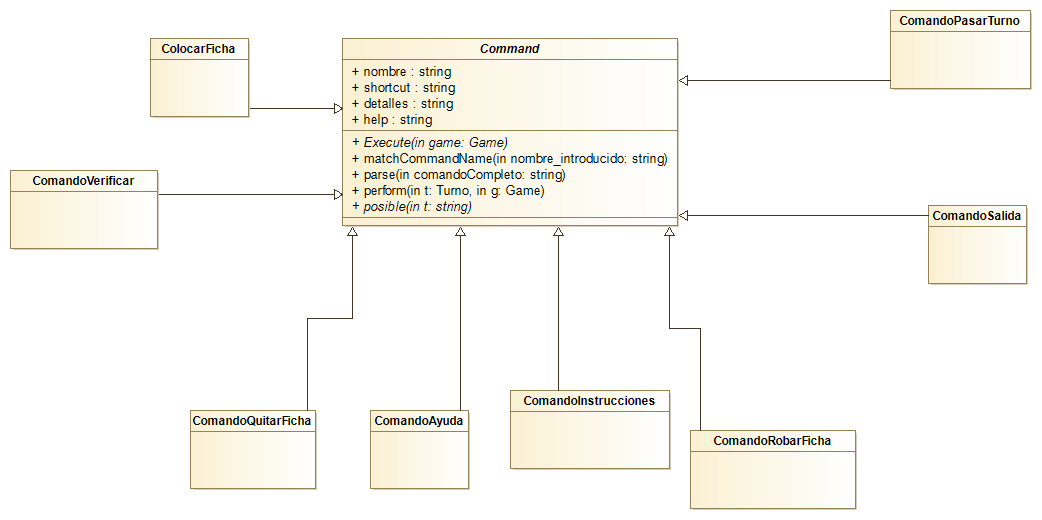 ComandoPasarTurno
ColocarFicha
Command
+ nombre : string
+ shortcut : string
+ detalles : string
+ help : string
+ Execute(in game: Game)
+ matchCommandName(in nombre_introducido: string)
+ parse(in comandoCompleto: string)
+ perform(in t: Turno, in g: Game)
+ posible(in t: string)
ComandoVerificar
ComandoSalida
ComandoQuitarFicha
ComandoAyuda
ComandoInstrucciones
ComandoRobarFicha